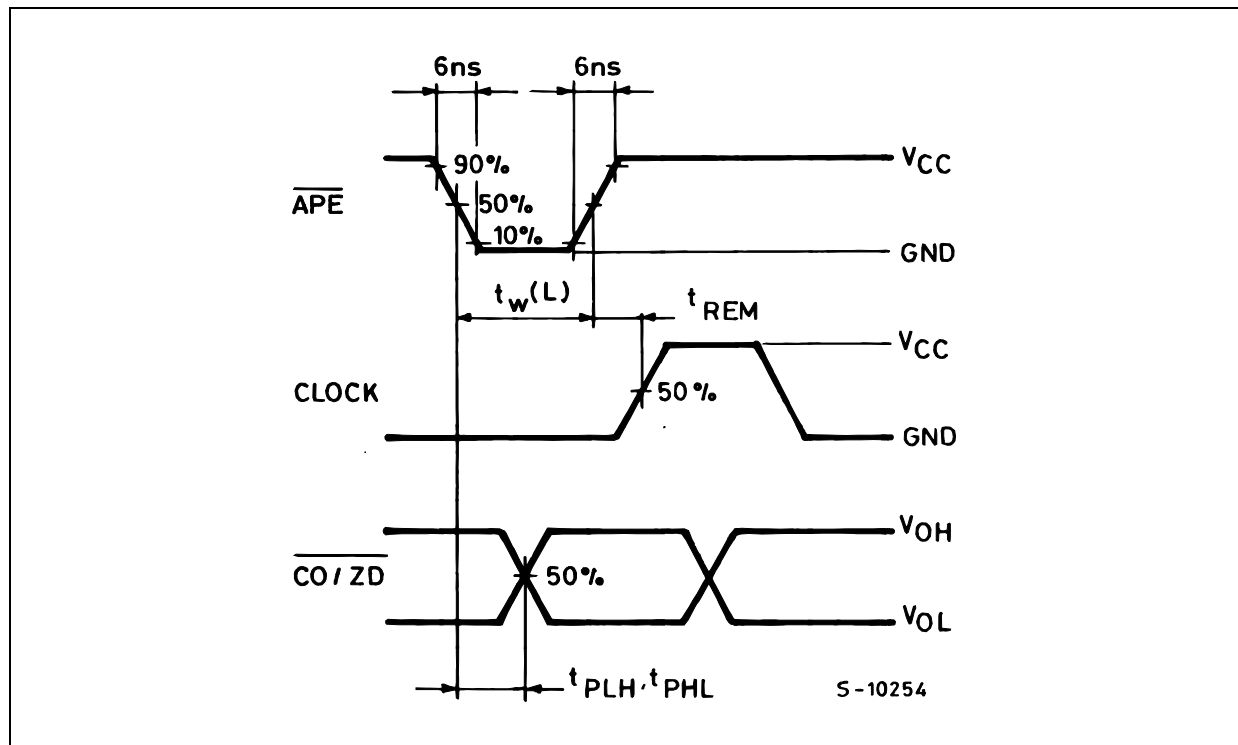 6ns 6ns
90%
VCC
APE
50%
10%
GND
tw(L)
tREM
VCC
CLOCK
50%
GND
VOH
CO/ZD
50%
VOL
tPLH, tPHL
S-10254